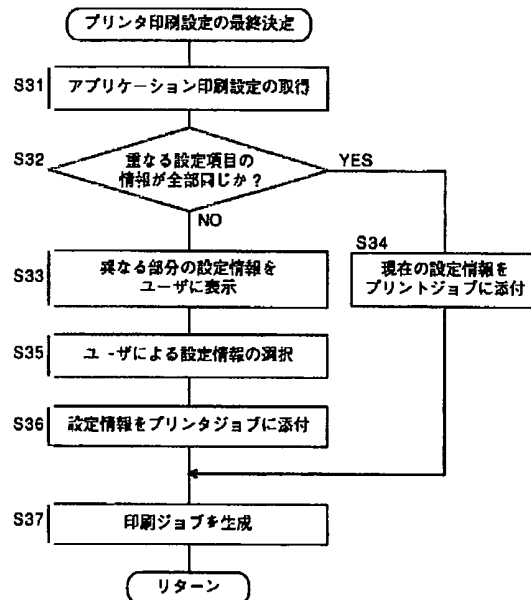 プリンタ印刷設定の最終決定
S31
アプリケーション印刷設定の取得
S32
重なる設定項目の
情報が全部同じか？
YES
NO
S33
異なる部分の設定情報を
ユーザに表示
S34
現在の設定情報を
プリントジョブに添付
S35
ユーザによる設定情報の選択
S36
設定情報をプリンタジョブに添付
S37
印刷ジョブを生成
リターン